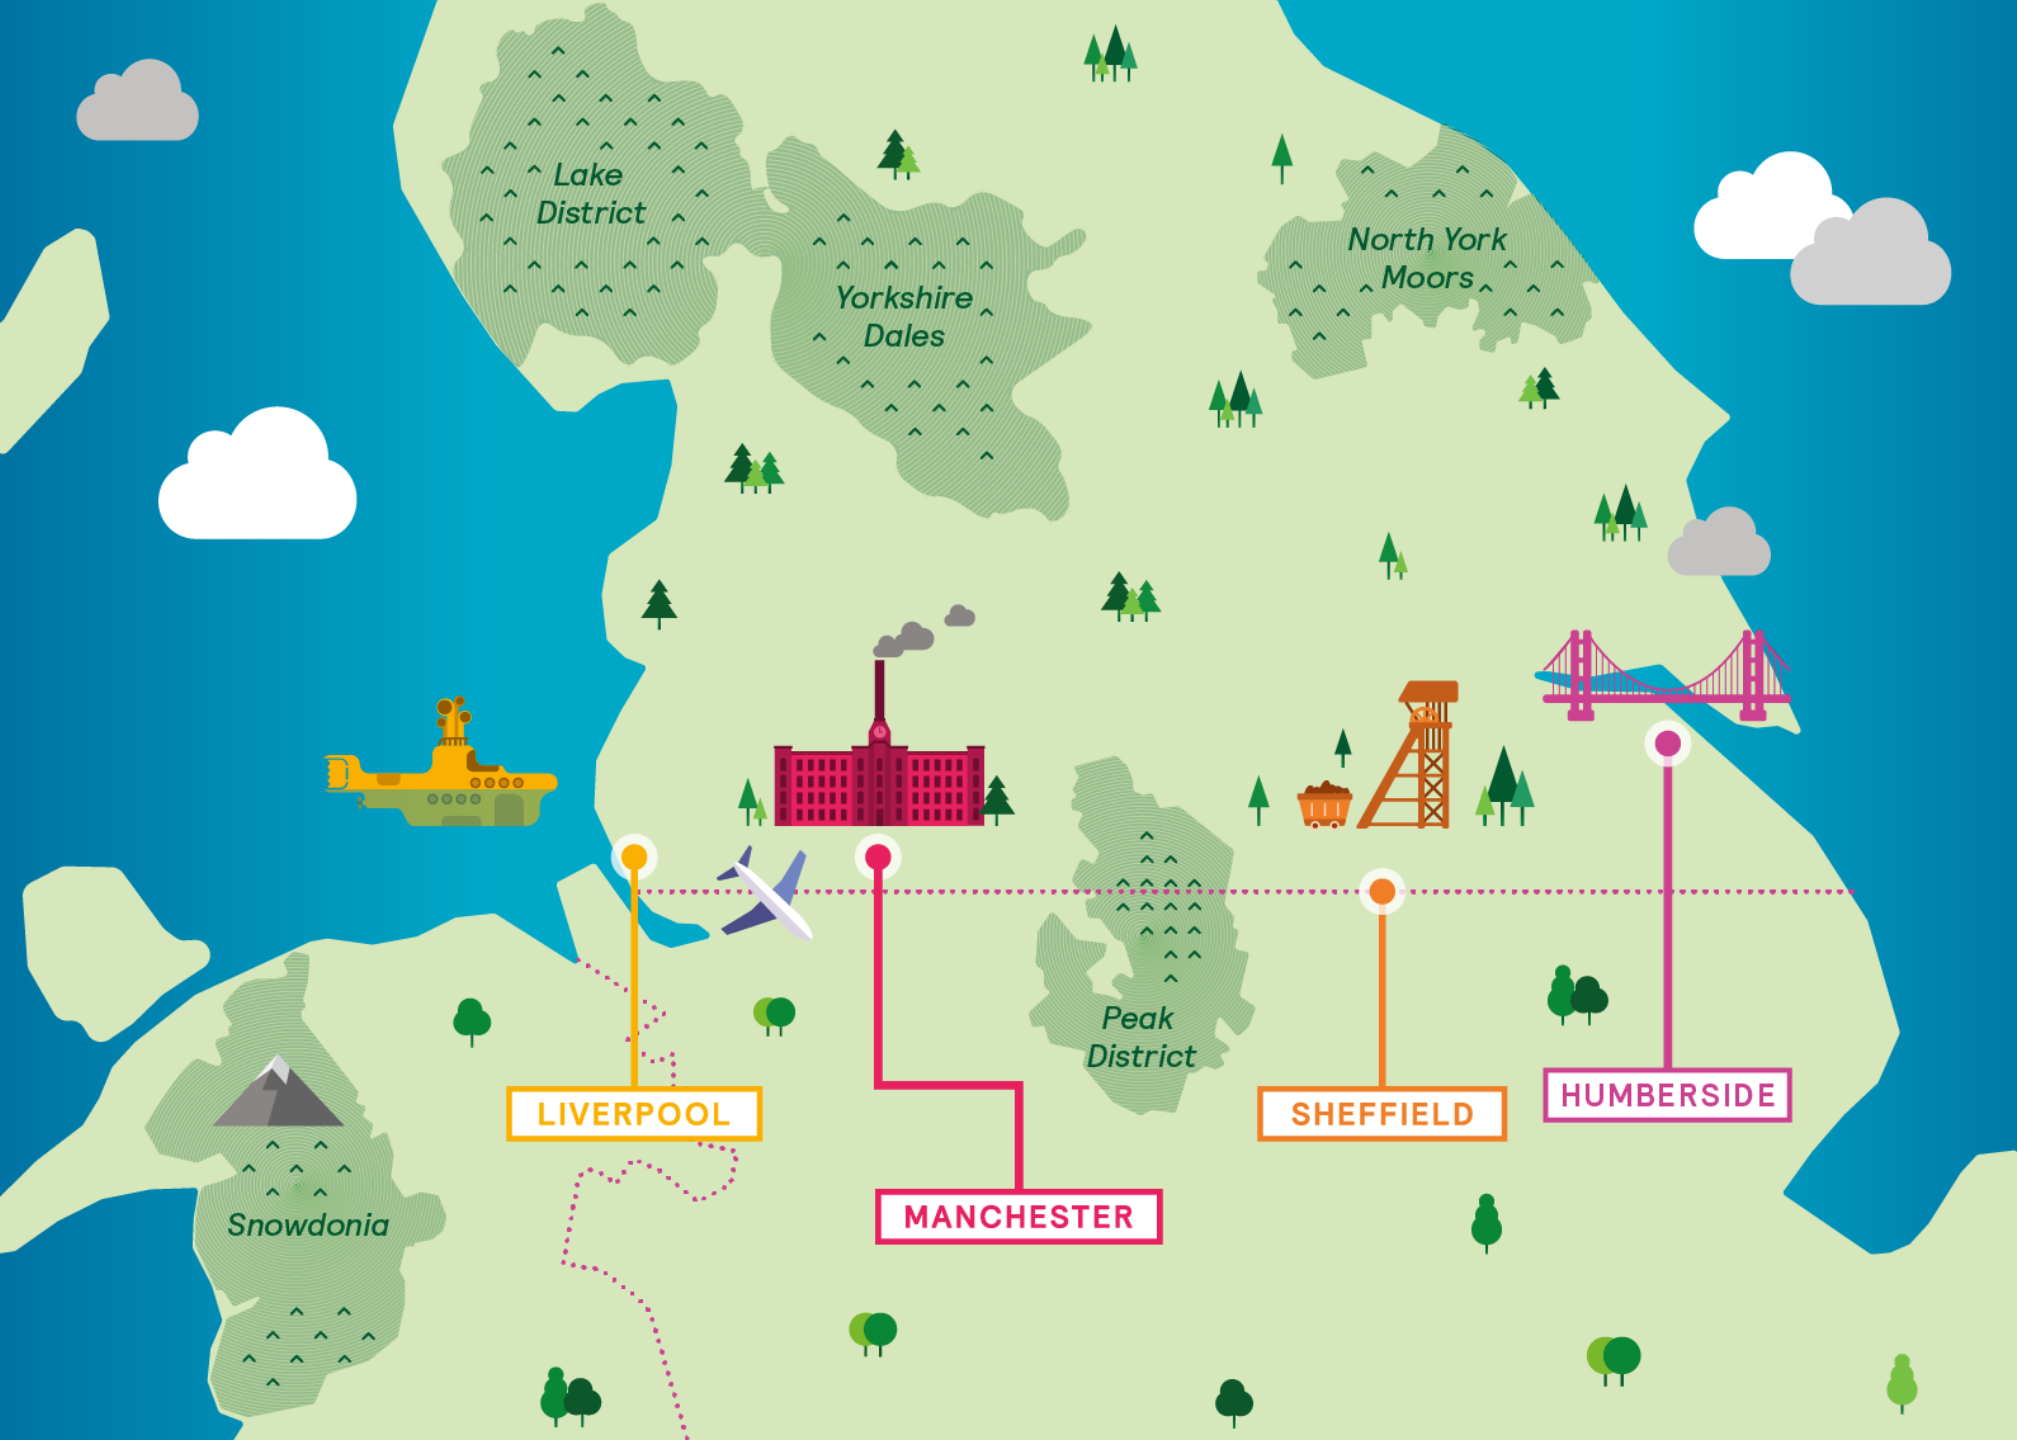 Lake
District
Yorkshire
Dales
North York
Moors
Peak
District
Snowdonia
LIVERPOOL
MANCHESTER
SHEFFIELD
HUMBERSIDE